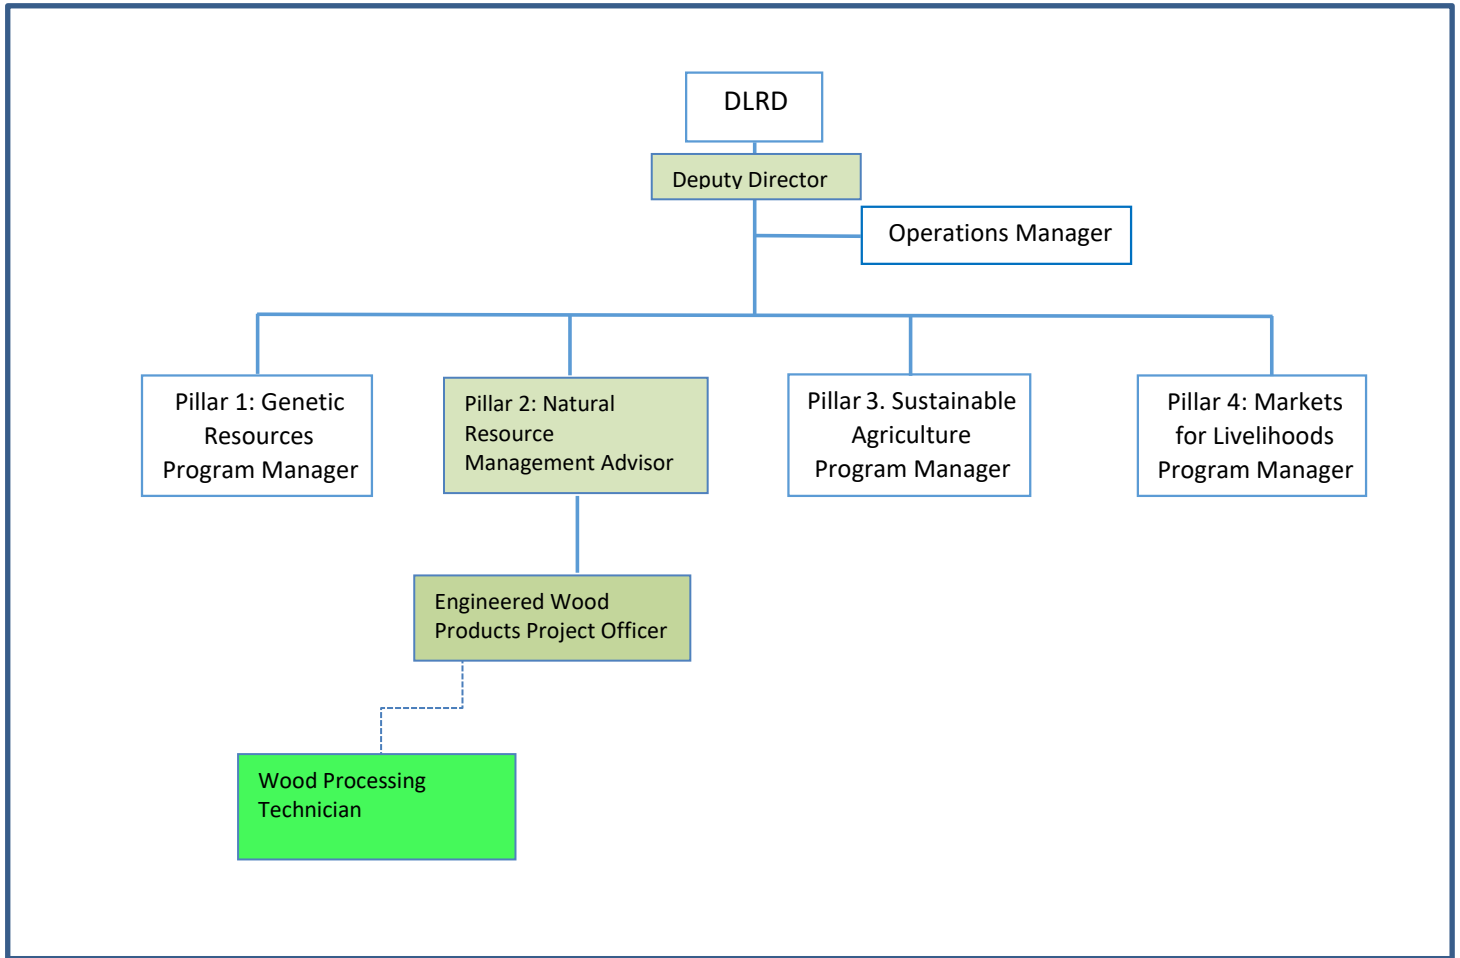 DLRD
Deputy Director
Operations Manager
Pillar 1: Genetic
Resources
Program Manager
Pillar 2: Natural
Resource
Management Advisor
Pillar 3. Sustainable
Agriculture
Program Manager
Pillar 4: Markets
for Livelihoods
Program Manager
Engineered Wood
Products Project Officer
Wood Processing
Technician